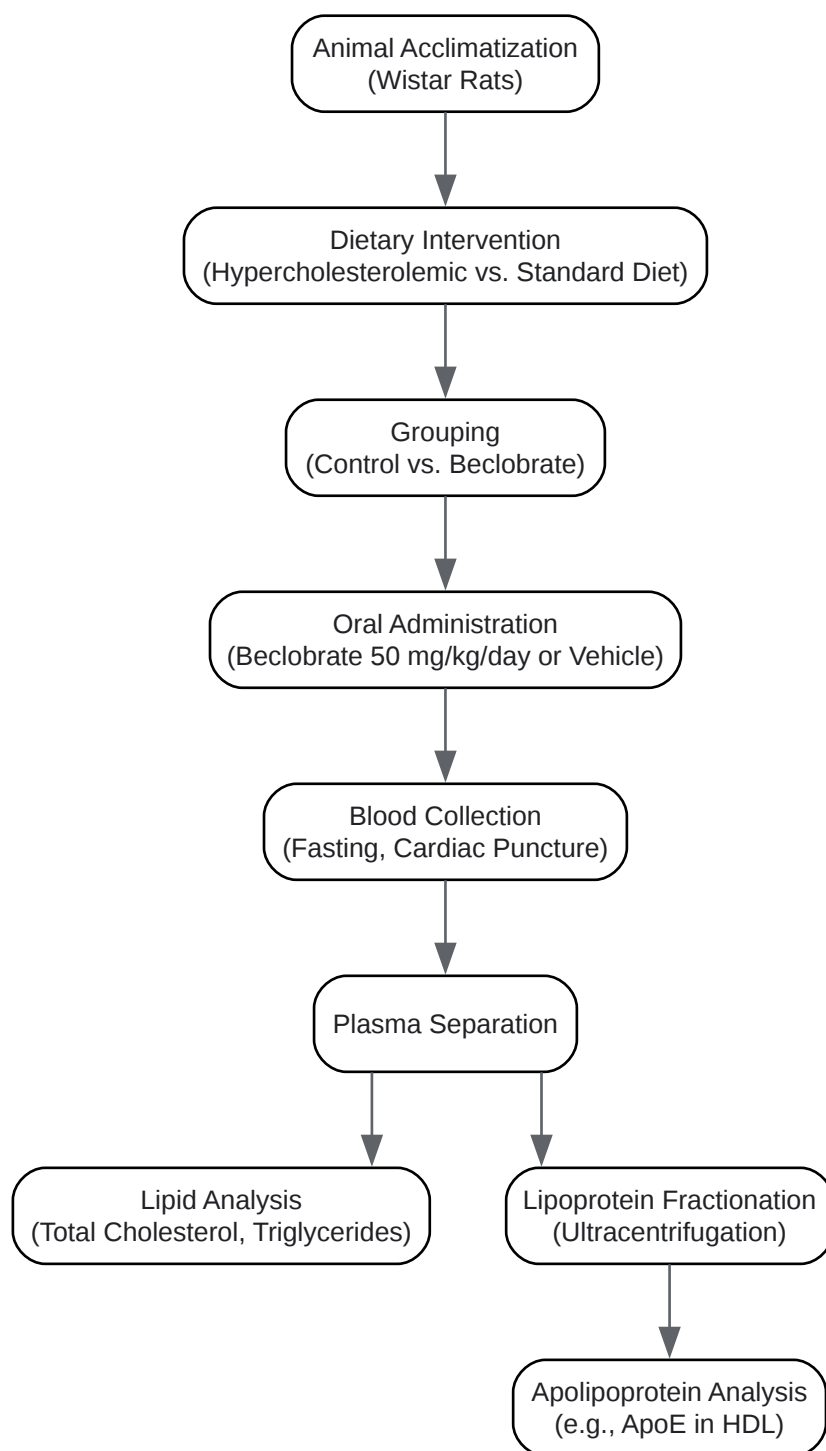 Animal Acclimatization
(Wistar Rats)
Dietary Intervention
(Hypercholesterolemic vs. Standard Diet)
Grouping
(Control vs. Beclobrate)
Oral Administration
(Beclobrate 50 mg/kg/day or Vehicle)
Blood Collection
(Fasting, Cardiac Puncture)
Plasma Separation
Lipid Analysis
(Total Cholesterol, Triglycerides)
Lipoprotein Fractionation
(Ultracentrifugation)
Apolipoprotein Analysis
(e.g., ApoE in HDL)